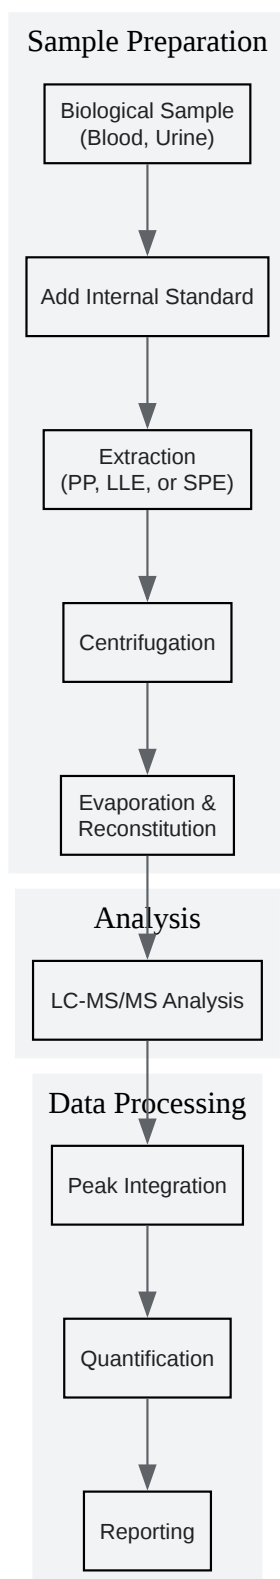 Sample Preparation
Biological Sample
(Blood, Urine)
Add Internal Standard
Extraction
(PP, LLE, or SPE)
Centrifugation
Evaporation &
Reconstitution
Analysis
LC-MS/MS Analysis
Data Processing
Peak Integration
Quantification
Reporting